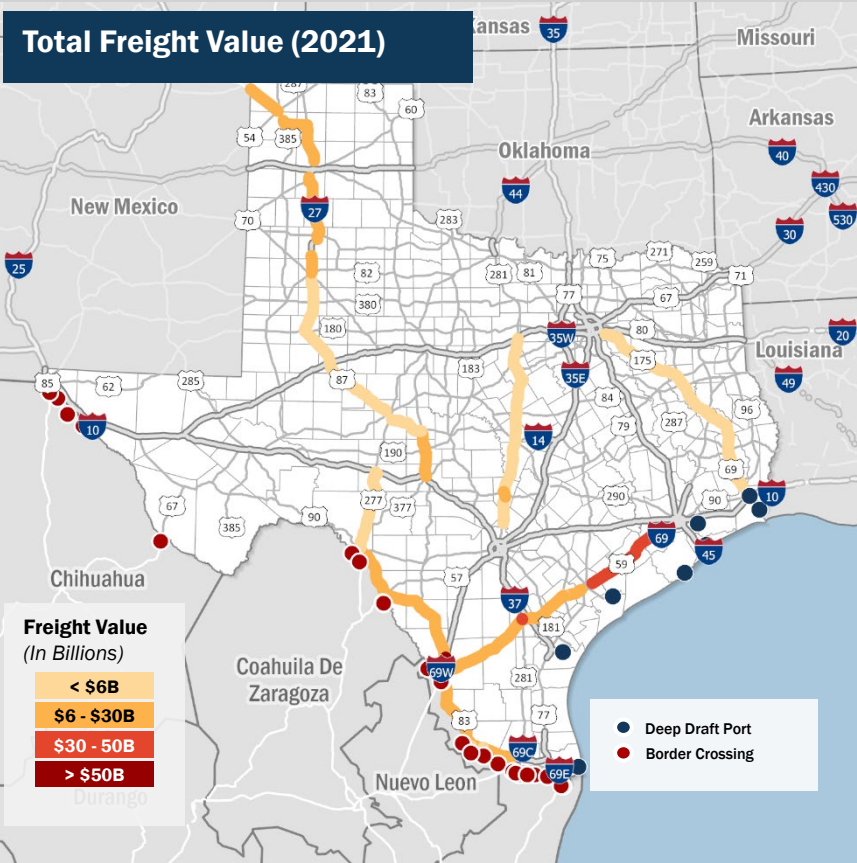 Total Freight Value (2021)
Kansas
35
Missouri
287
83
60
54
385
Arkansas
Oklahoma
40
44
430
New Mexico
27
530
70
283
30
25
82
281
81
75
271
259
71
77
67
380
180
80
20
35W
Louisiana
183
175
85
62
285
87
35E
49
84
96
10
79
287
14
190
69
277
377
290
90
10
67
385
90
69
45
59
Chihuahua
57
37
181
69W
Coahuila De
Zaragoza
281
83
77
69C
69E
Nuevo Leon
Durango
Freight Value
(In Billions)
< $6B
$6 - $30B
$30 - 50B
> $50B
Deep Draft Port
Border Crossing